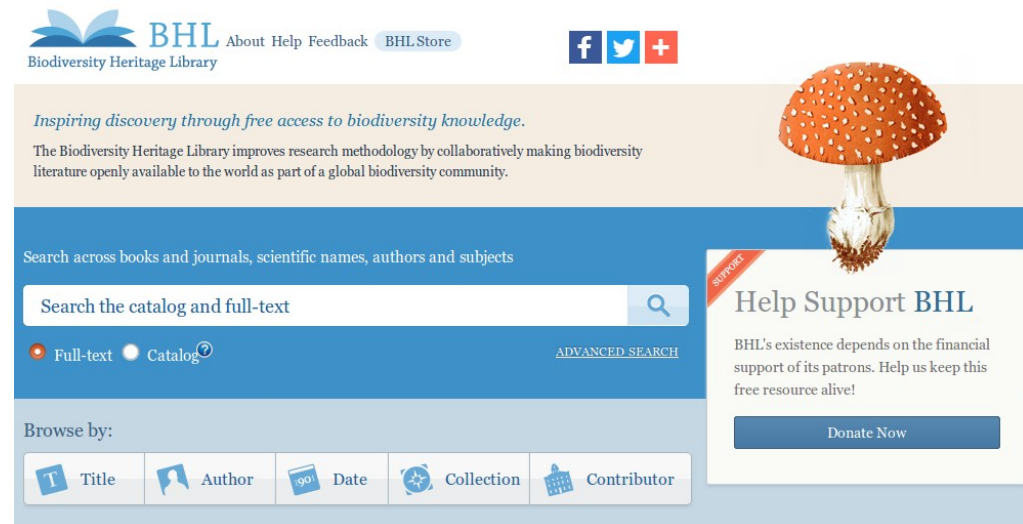 BHL About Help Feedback BHL Store
Biodiversity Heritage Library
Inspiring discovery through free access to biodiversity knowledge.
The Biodiversity Heritage Library improves research methodology by collaboratively making biodiversity
literature openly available to the world as part of a global biodiversity community.
Search across books and journals, scientific names, authors and subjects
Search the catalog and full-text
Full-text Catalog ?
ADVANCED SEARCH
SUPPORT
Help Support BHL
BHL's existence depends on the financial
support of its patrons. Help us keep this
free resource alive!
Donate Now
Browse by:
T Title Author 1901 Date Collection Contributor